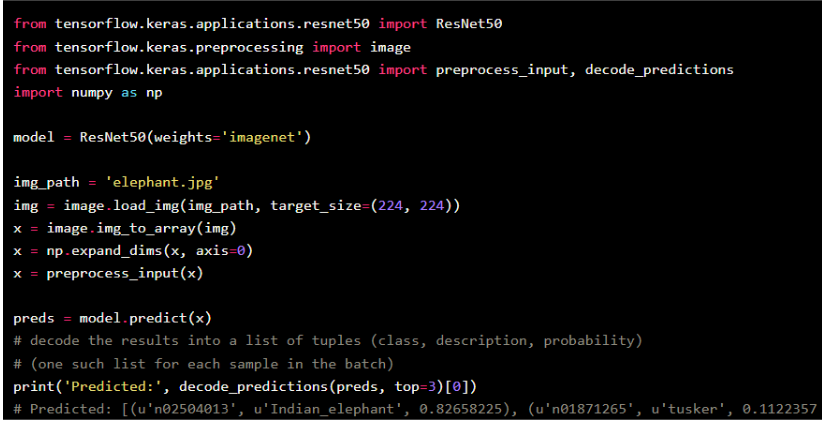 from tensorflow.keras.applications.resnet50 import ResNet50
from tensorflow.keras.preprocessing import image
from tensorflow.keras.applications.resnet50 import preprocess_input, decode_predictions
import numpy as np
model = ResNet50(weights='imagenet')
img_path = 'elephant.jpg'
img = image.load_img(img_path, target_size=(224, 224))
x = image.img_to_array(img)
x = np.expand_dims(x, axis=0)
x = preprocess_input(x)
preds = model.predict(x)
# decode the results into a list of tuples (class, description, probability)
# (one such list for each sample in the batch)
print('Predicted:', decode_predictions(preds, top=3)[0])
# Predicted: [(u'n02504013', u'Indian_elephant', 0.82658225), (u'n01871265', u'tusker', 0.1122357